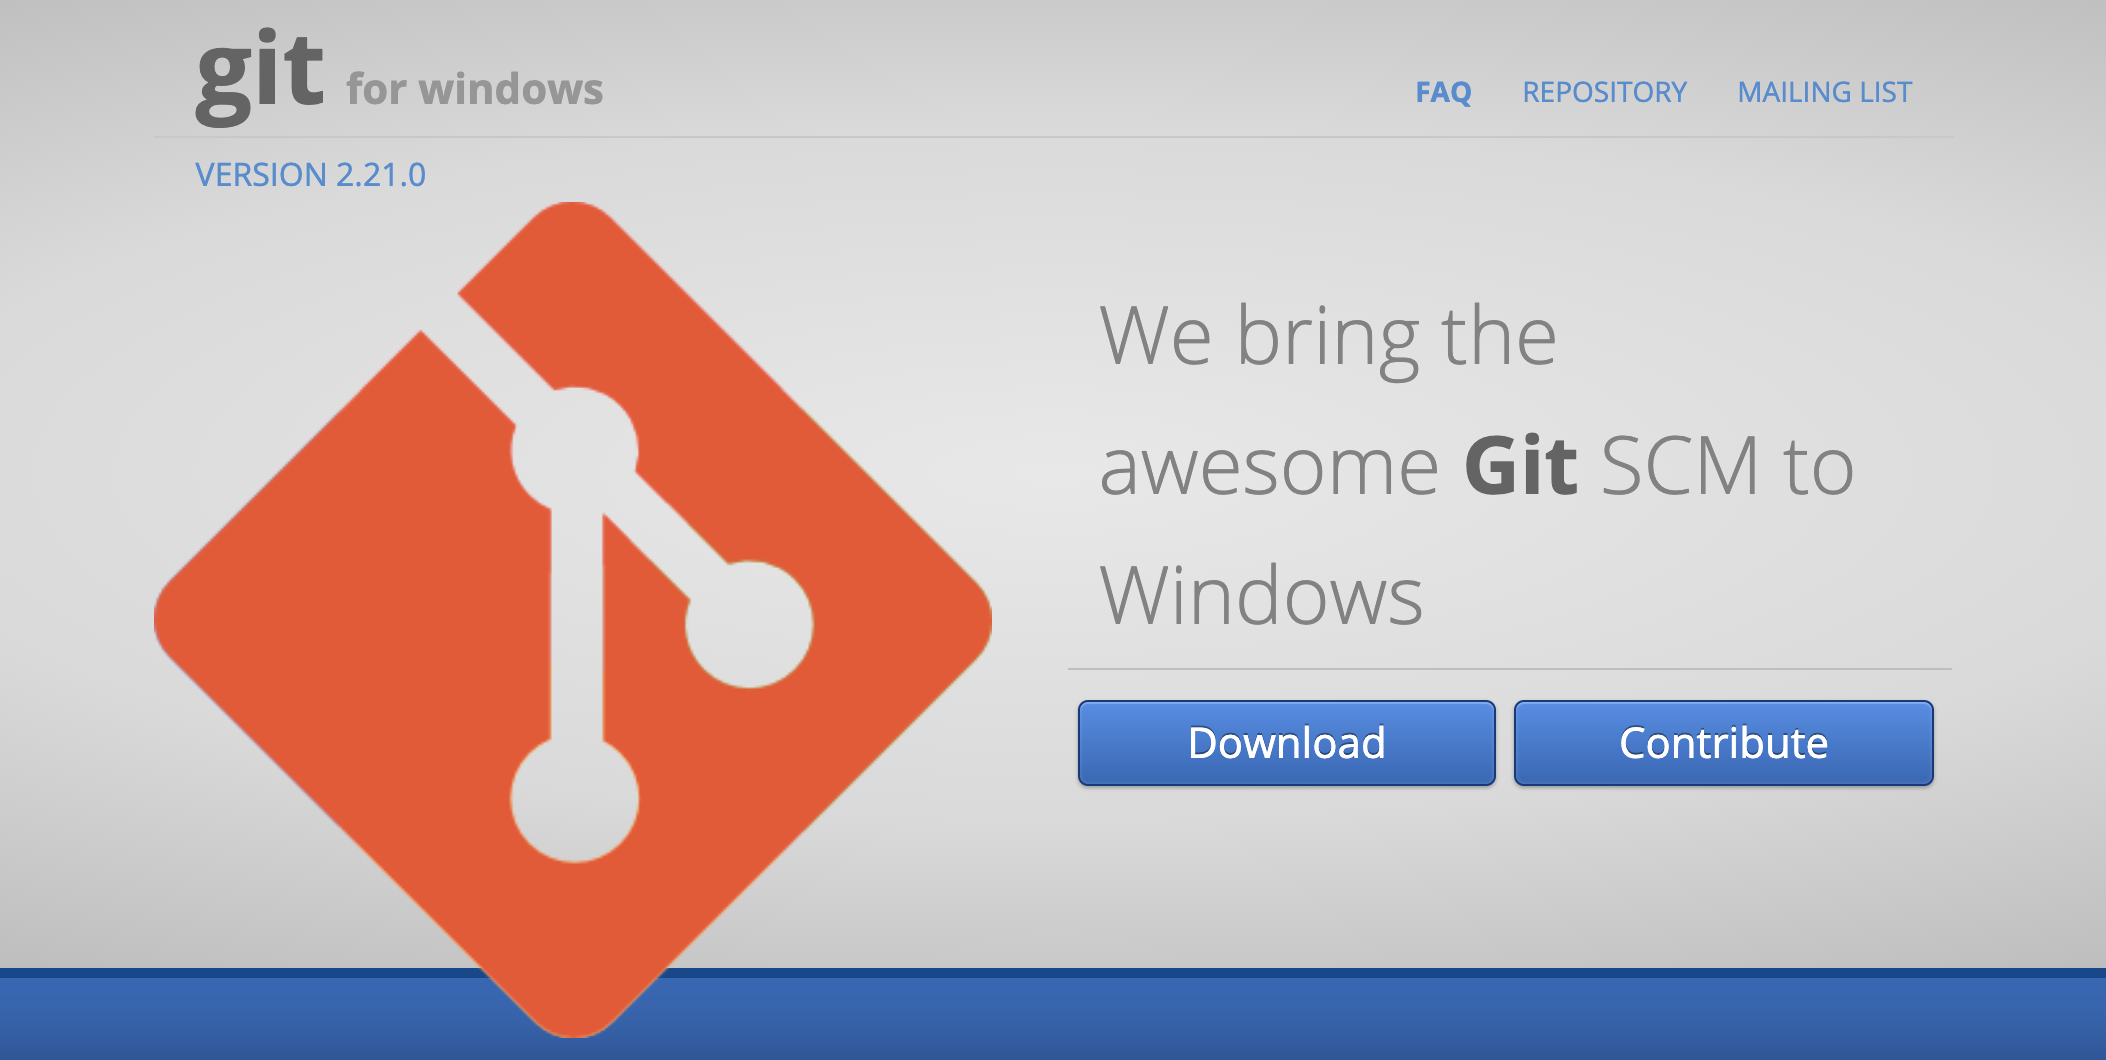 git for windows
FAQ REPOSITORY MAILING LIST
VERSION 2.21.0
We bring the
awesome Git SCM to
Windows
Download Contribute